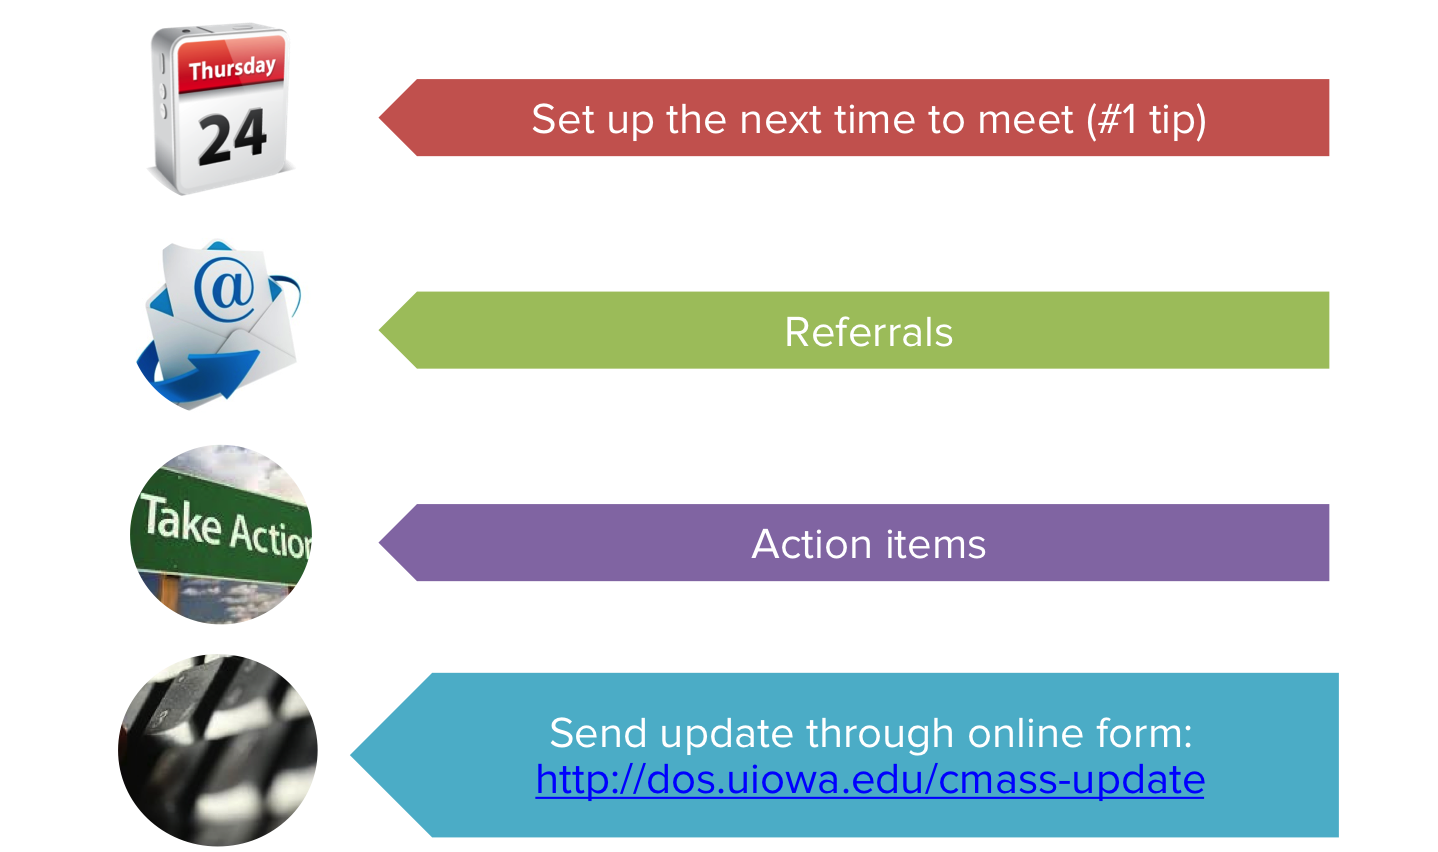 Thursday
24
Set up the next time to meet (#1 tip)
@
Referrals
Take Action
Action items
Send update through online form:
http://dos.uiowa.edu/cmass-update